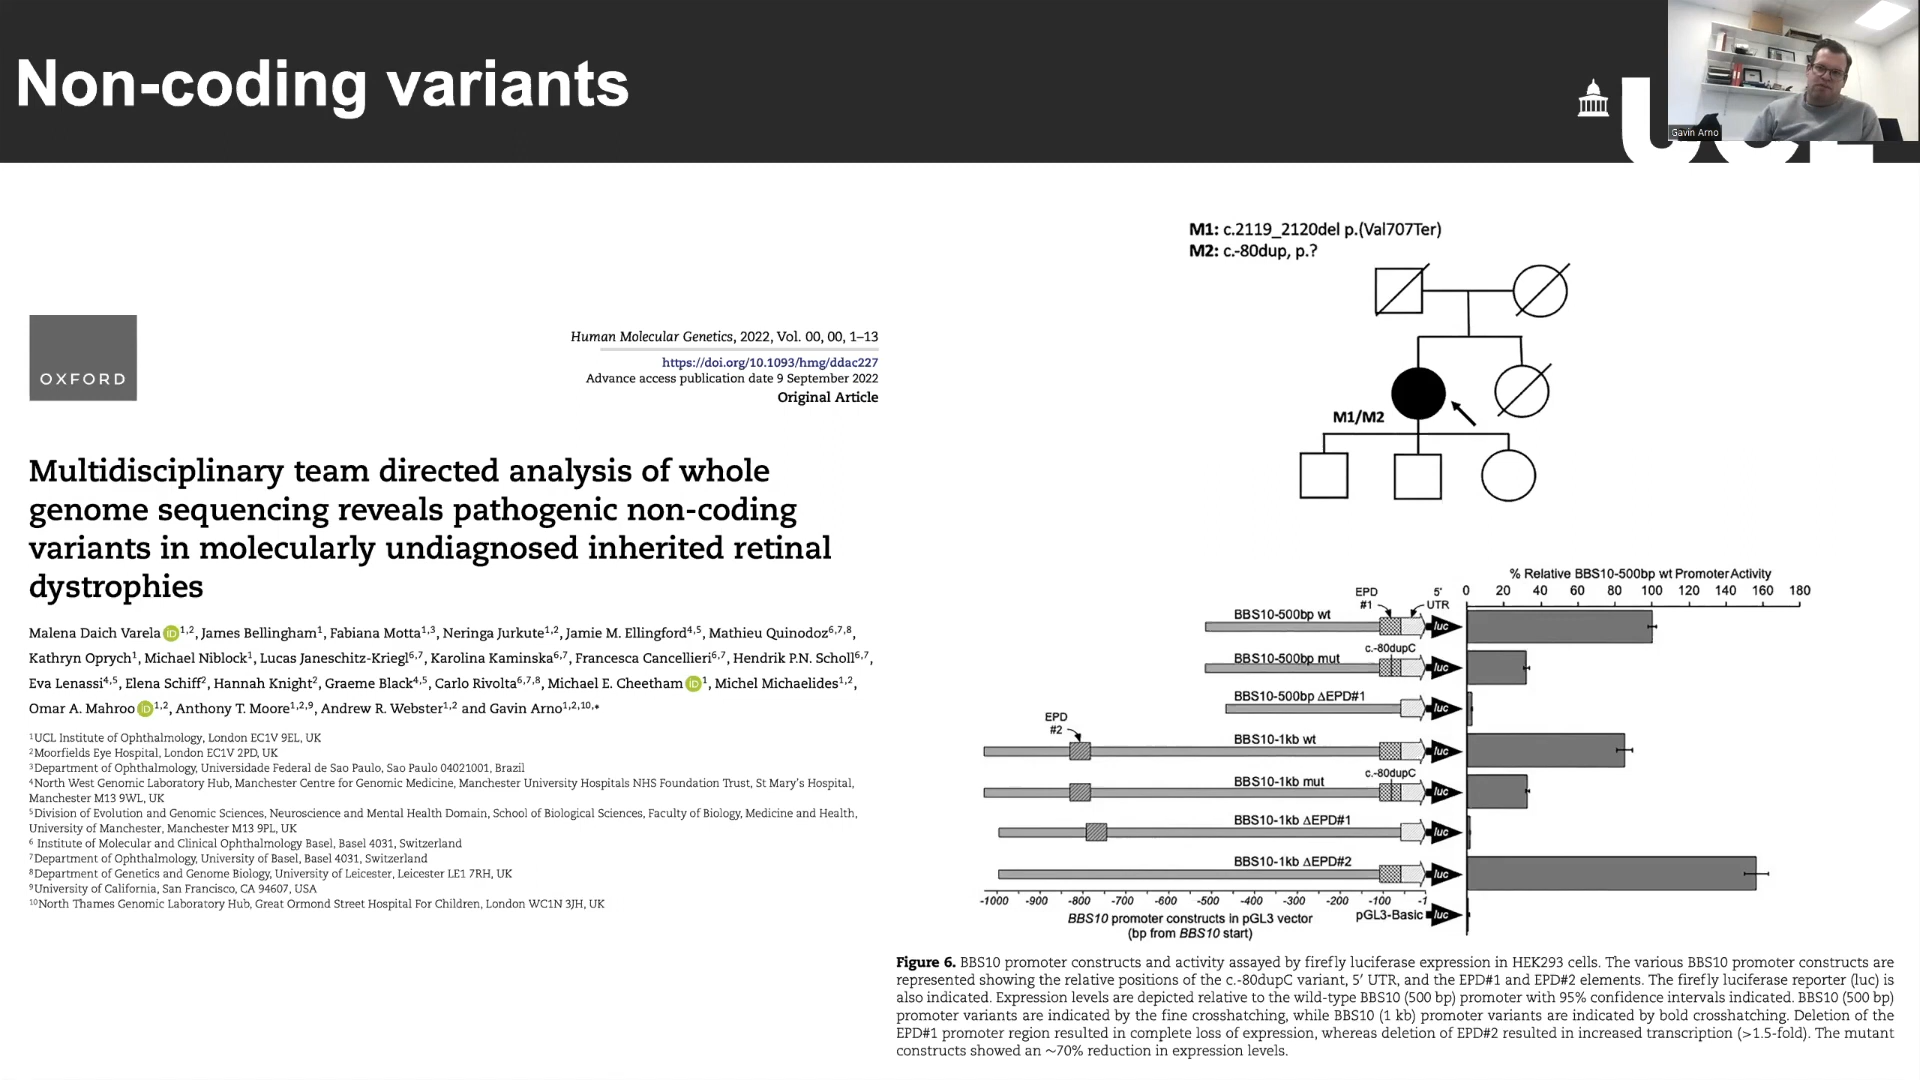 Non-coding variants
Gavin Arno
OXFORD
Human Molecular Genetics, 2022, Vol. 00, 00, 1–13
https://doi.org/10.1093/hmg/ddac227
Advance access publication date 9 September 2022
Original Article
Multidisciplinary team directed analysis of whole
genome sequencing reveals pathogenic non-coding
variants in molecularly undiagnosed inherited retinal
dystrophies
Malena Daich Varela iD 1,2, James Bellingham1, Fabiana Motta1,3, Neringa Jurkute1,2, Jamie M. Ellingford4,5, Mathieu Quinodoz6,7,8,
Kathryn Oprych1, Michael Niblock1, Lucas Janeschitz-Kriegl6,7, Karolina Kaminska6,7, Francesca Cancellieri6,7, Hendrik P.N. Scholl6,7,
Eva Lenassi4,5, Elena Schiff2, Hannah Knight2, Graeme Black4,5, Carlo Rivolta6,7,8, Michael E. Cheetham iD 1, Michel Michaelides1,2,
Omar A. Mahroo iD 1,2, Anthony T. Moore1,2,9, Andrew R. Webster1,2 and Gavin Arno1,2,10,*
1UCL Institute of Ophthalmology, London EC1V 9EL, UK
2Moorfields Eye Hospital, London EC1V 2PD, UK
3Department of Ophthalmology, Universidade Federal de Sao Paulo, Sao Paulo 04021001, Brazil
4North West Genomic Laboratory Hub, Manchester Centre for Genomic Medicine, Manchester University Hospitals NHS Foundation Trust, St Mary's Hospital,
Manchester M13 9WL, UK
5Division of Evolution and Genomic Sciences, Neuroscience and Mental Health Domain, School of Biological Sciences, Faculty of Biology, Medicine and Health,
University of Manchester, Manchester M13 9PL, UK
6 Institute of Molecular and Clinical Ophthalmology Basel, Basel 4031, Switzerland
7Department of Ophthalmology, University of Basel, Basel 4031, Switzerland
8Department of Genetics and Genome Biology, University of Leicester, Leicester LE1 7RH, UK
9University of California, San Francisco, CA 94607, USA
10North Thames Genomic Laboratory Hub, Great Ormond Street Hospital For Children, London WC1N 3JH, UK
M1: c.2119_2120del p.(Val707Ter)
M2: c.-80dup, p.?
M1/M2
% Relative BBS10-500bp wt Promoter Activity
0 20 40 60 80 100 120 140 160 180
EPD
#1
5'
UTR
BBS10-500bp wt
luc
c.-80dupC
BBS10-500bp mut
luc
BBS10-500bp ΔEPD#1
luc
EPD
#2
BBS10-1kb wt
luc
c.-80dupC
BBS10-1kb mut
luc
BBS10-1kb ΔEPD#1
luc
BBS10-1kb ΔEPD#2
luc
-1000 -900 -800 -700 -600 -500 -400 -300 -200 -100 -1
pGL3-Basic luc
BBS10 promoter constructs in pGL3 vector
(bp from BBS10 start)
Figure 6. BBS10 promoter constructs and activity assayed by firefly luciferase expression in HEK293 cells. The various BBS10 promoter constructs are
represented showing the relative positions of the c.-80dupC variant, 5′ UTR, and the EPD#1 and EPD#2 elements. The firefly luciferase reporter (luc) is
also indicated. Expression levels are depicted relative to the wild-type BBS10 (500 bp) promoter with 95% confidence intervals indicated. BBS10 (500 bp)
promoter variants are indicated by the fine crosshatching, while BBS10 (1 kb) promoter variants are indicated by bold crosshatching. Deletion of the
EPD#1 promoter region resulted in complete loss of expression, whereas deletion of EPD#2 resulted in increased transcription (>1.5-fold). The mutant
constructs showed an ~70% reduction in expression levels.